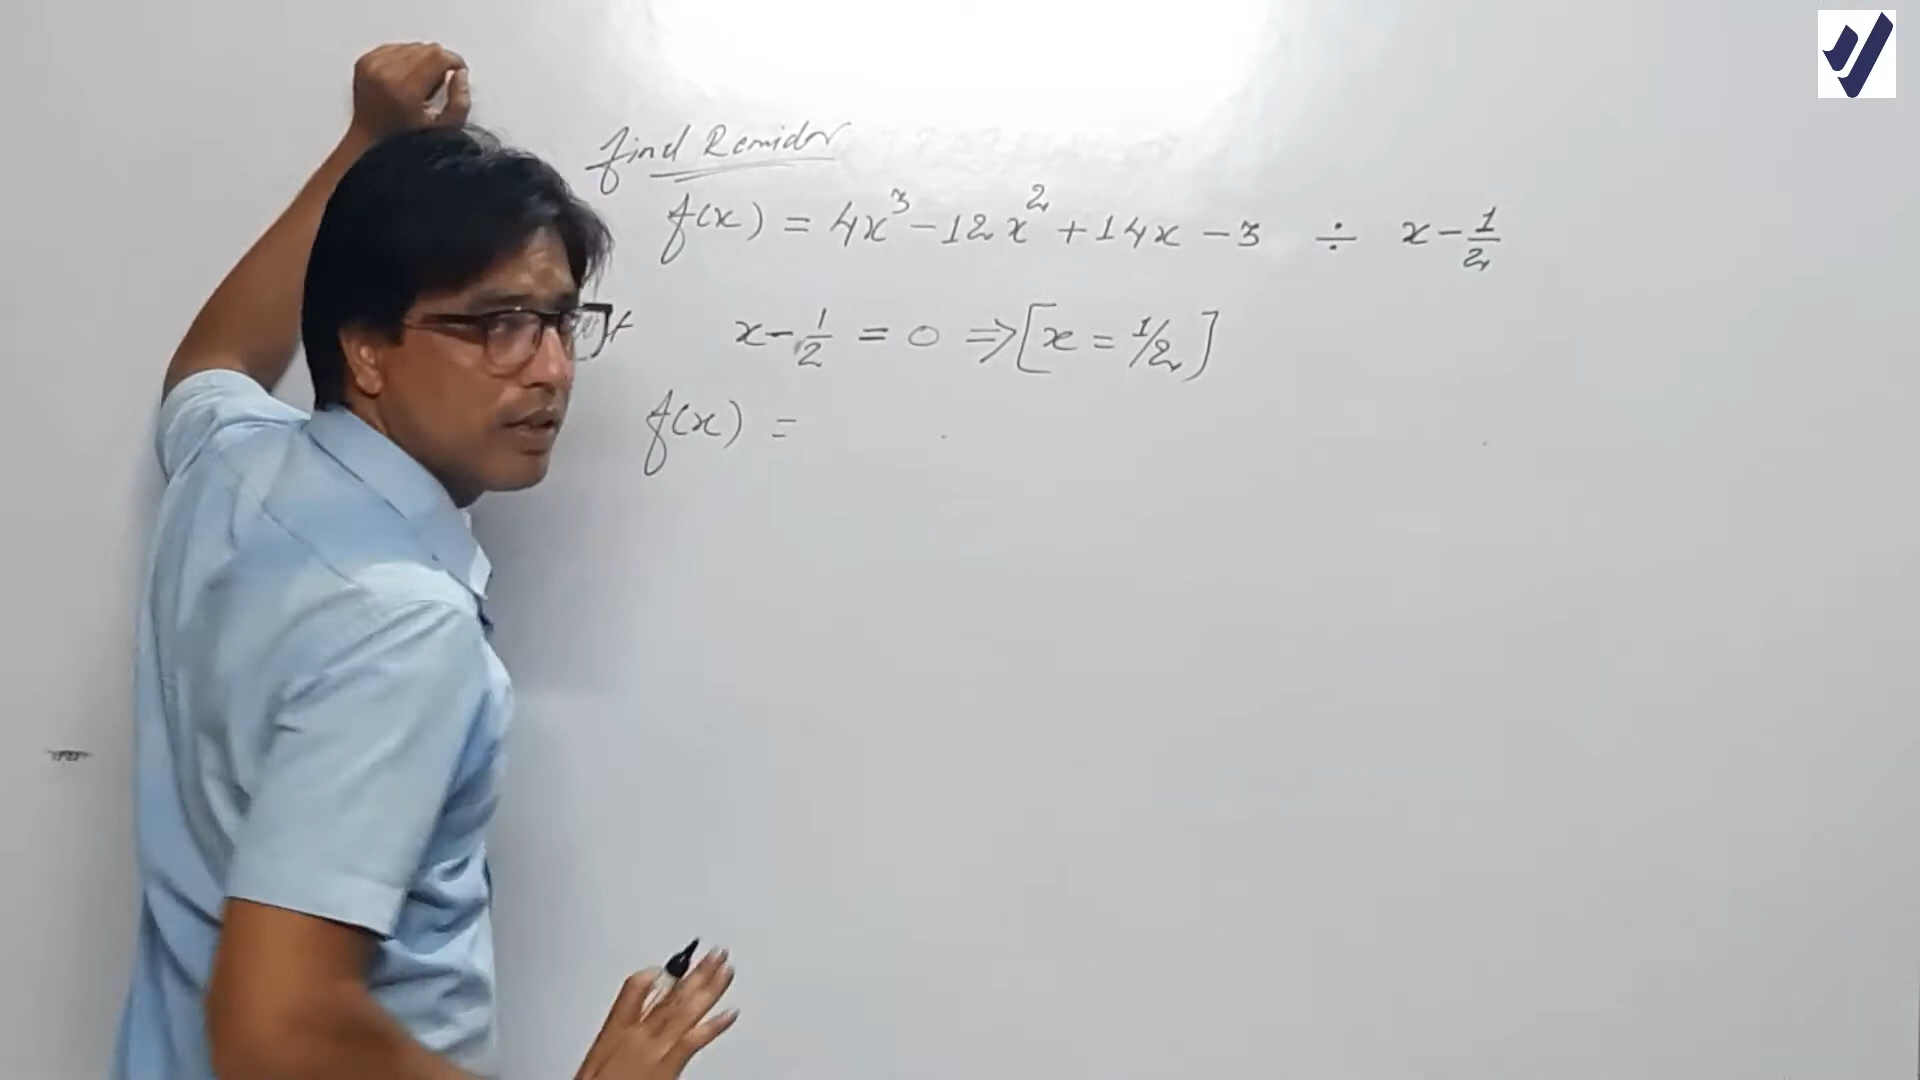 find Remider
f(x) = 4x³ - 12x² + 14x - 3 ÷ x - 1/2
x - 1/2 = 0 ⇒ [x = 1/2]
f(x) =